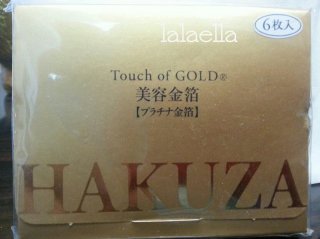 lalaella
6枚入
Touch of GOLD®
美容金箔
【プラチナ金箔】
HAKUZA